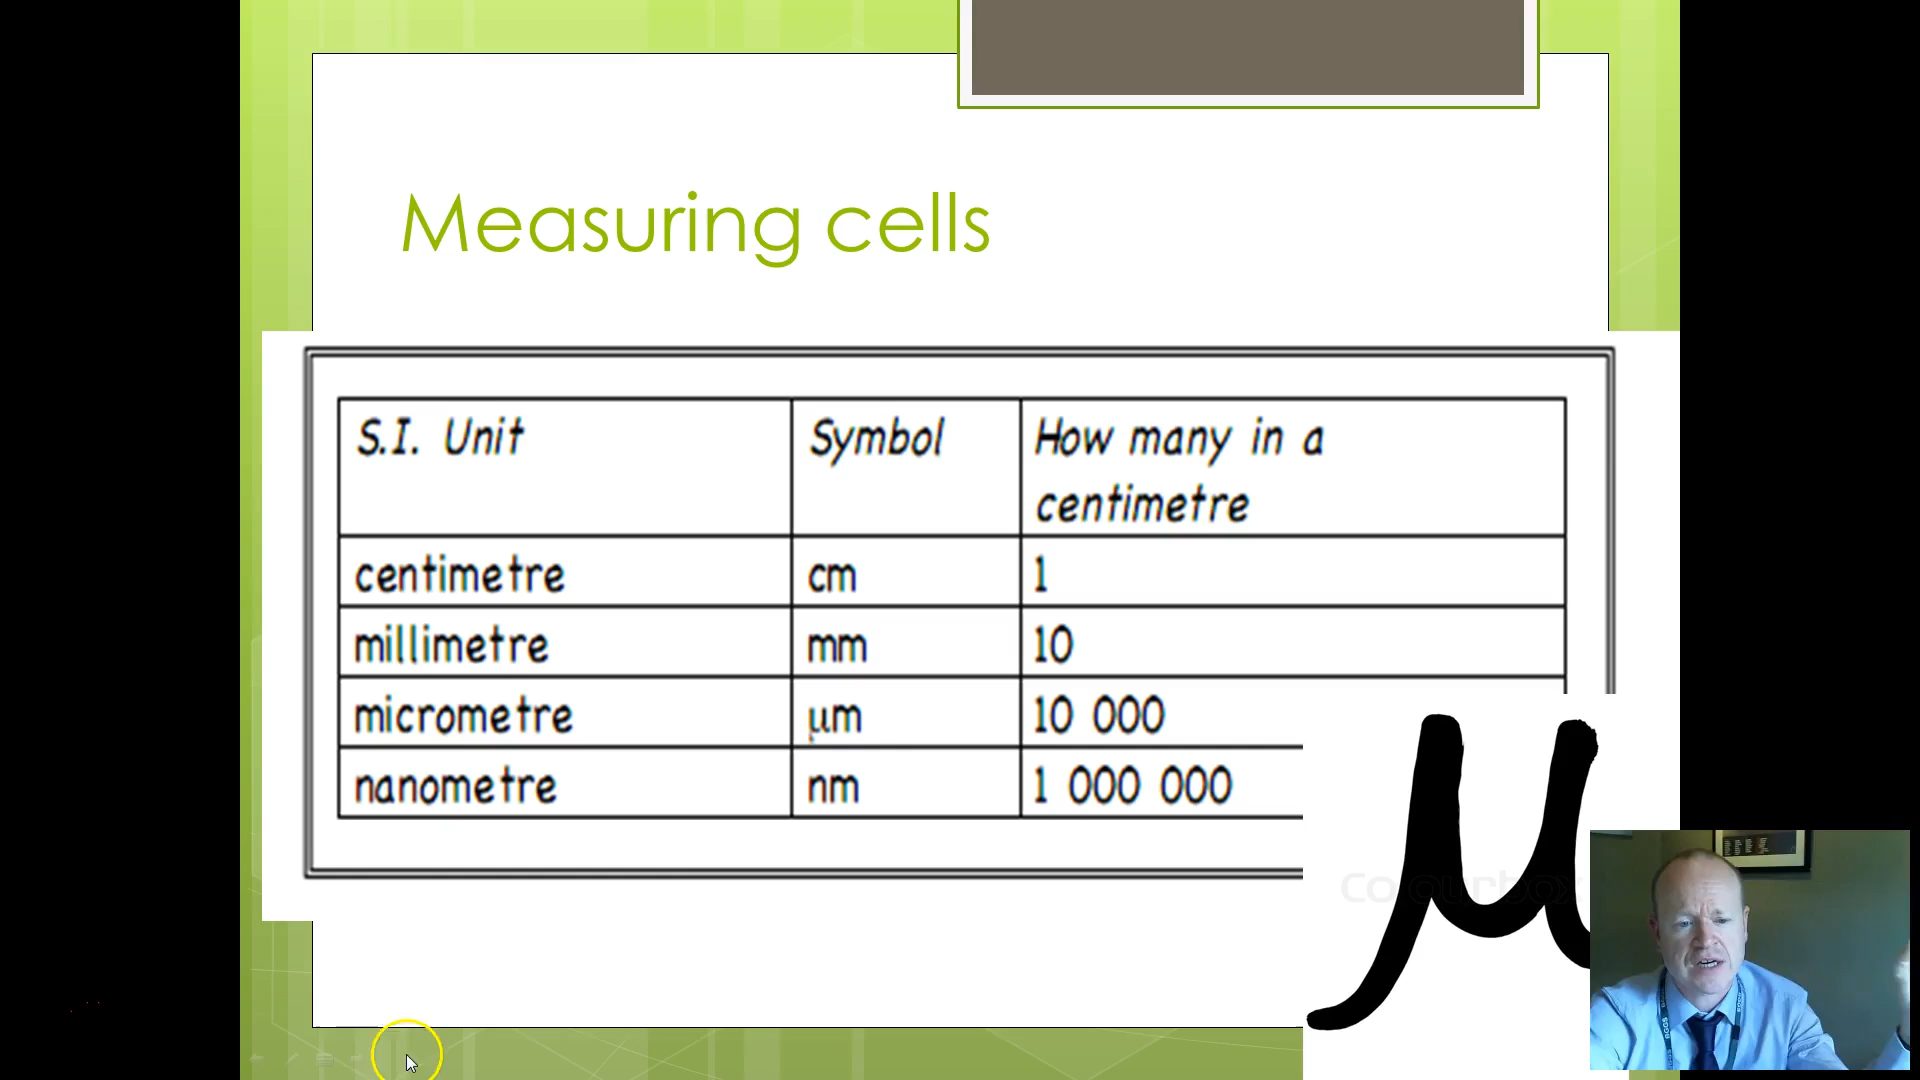 Measuring cells
S.I. Unit Symbol How many in a
centimetre
centimetre cm 1
millimetre mm 10
micrometre µm 10 000
nanometre nm 1 000 000
µ